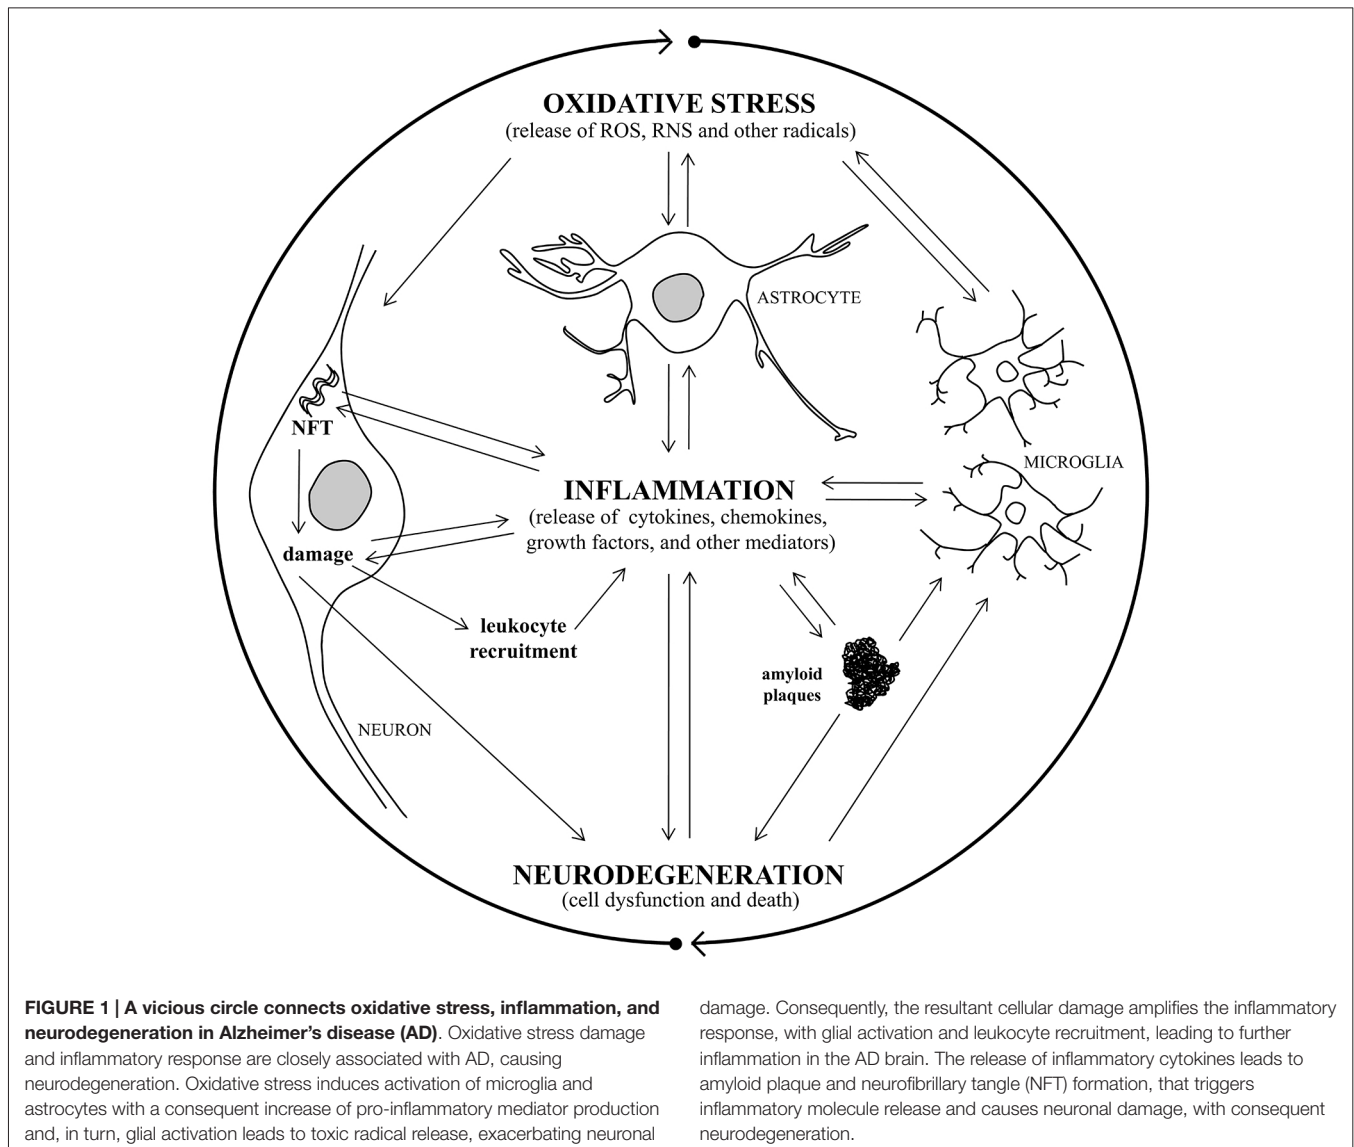 OXIDATIVE STRESS
(release of ROS, RNS and other radicals)
ASTROCYTE
NFT
MICROGLIA
INFLAMMATION
(release of cytokines, chemokines,
growth factors, and other mediators)
damage
leukocyte
recruitment
amyloid
plaques
NEURON
NEURODEGENERATION
(cell dysfunction and death)
FIGURE 1 | A vicious circle connects oxidative stress, inflammation, and
neurodegeneration in Alzheimer's disease (AD). Oxidative stress damage
and inflammatory response are closely associated with AD, causing
neurodegeneration. Oxidative stress induces activation of microglia and
astrocytes with a consequent increase of pro-inflammatory mediator production
and, in turn, glial activation leads to toxic radical release, exacerbating neuronal
damage. Consequently, the resultant cellular damage amplifies the inflammatory
response, with glial activation and leukocyte recruitment, leading to further
inflammation in the AD brain. The release of inflammatory cytokines leads to
amyloid plaque and neurofibrillary tangle (NFT) formation, that triggers
inflammatory molecule release and causes neuronal damage, with consequent
neurodegeneration.